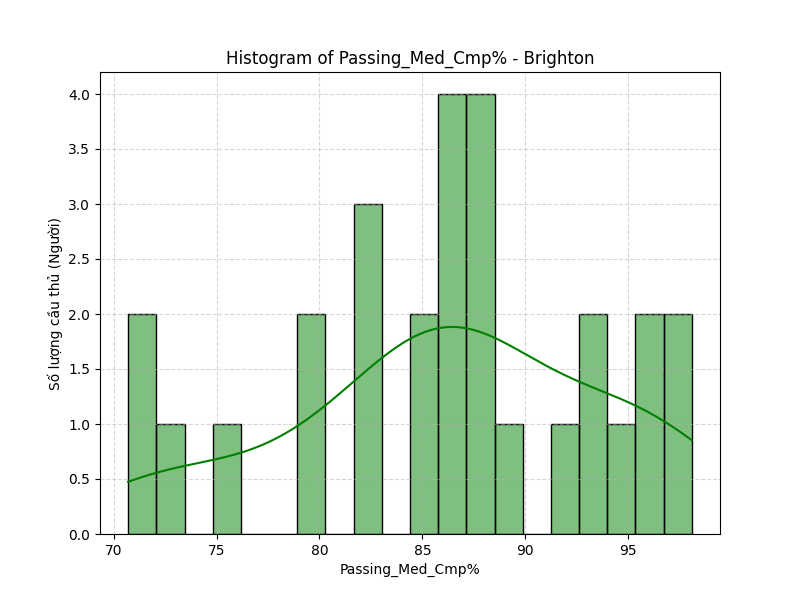 Histogram of Passing_Med_Cmp% - Brighton
Số lượng cầu thủ (Người)
4.0
3.5
3.0
2.5
2.0
1.5
1.0
0.5
0.0
70 75 80 85 90 95
Passing_Med_Cmp%